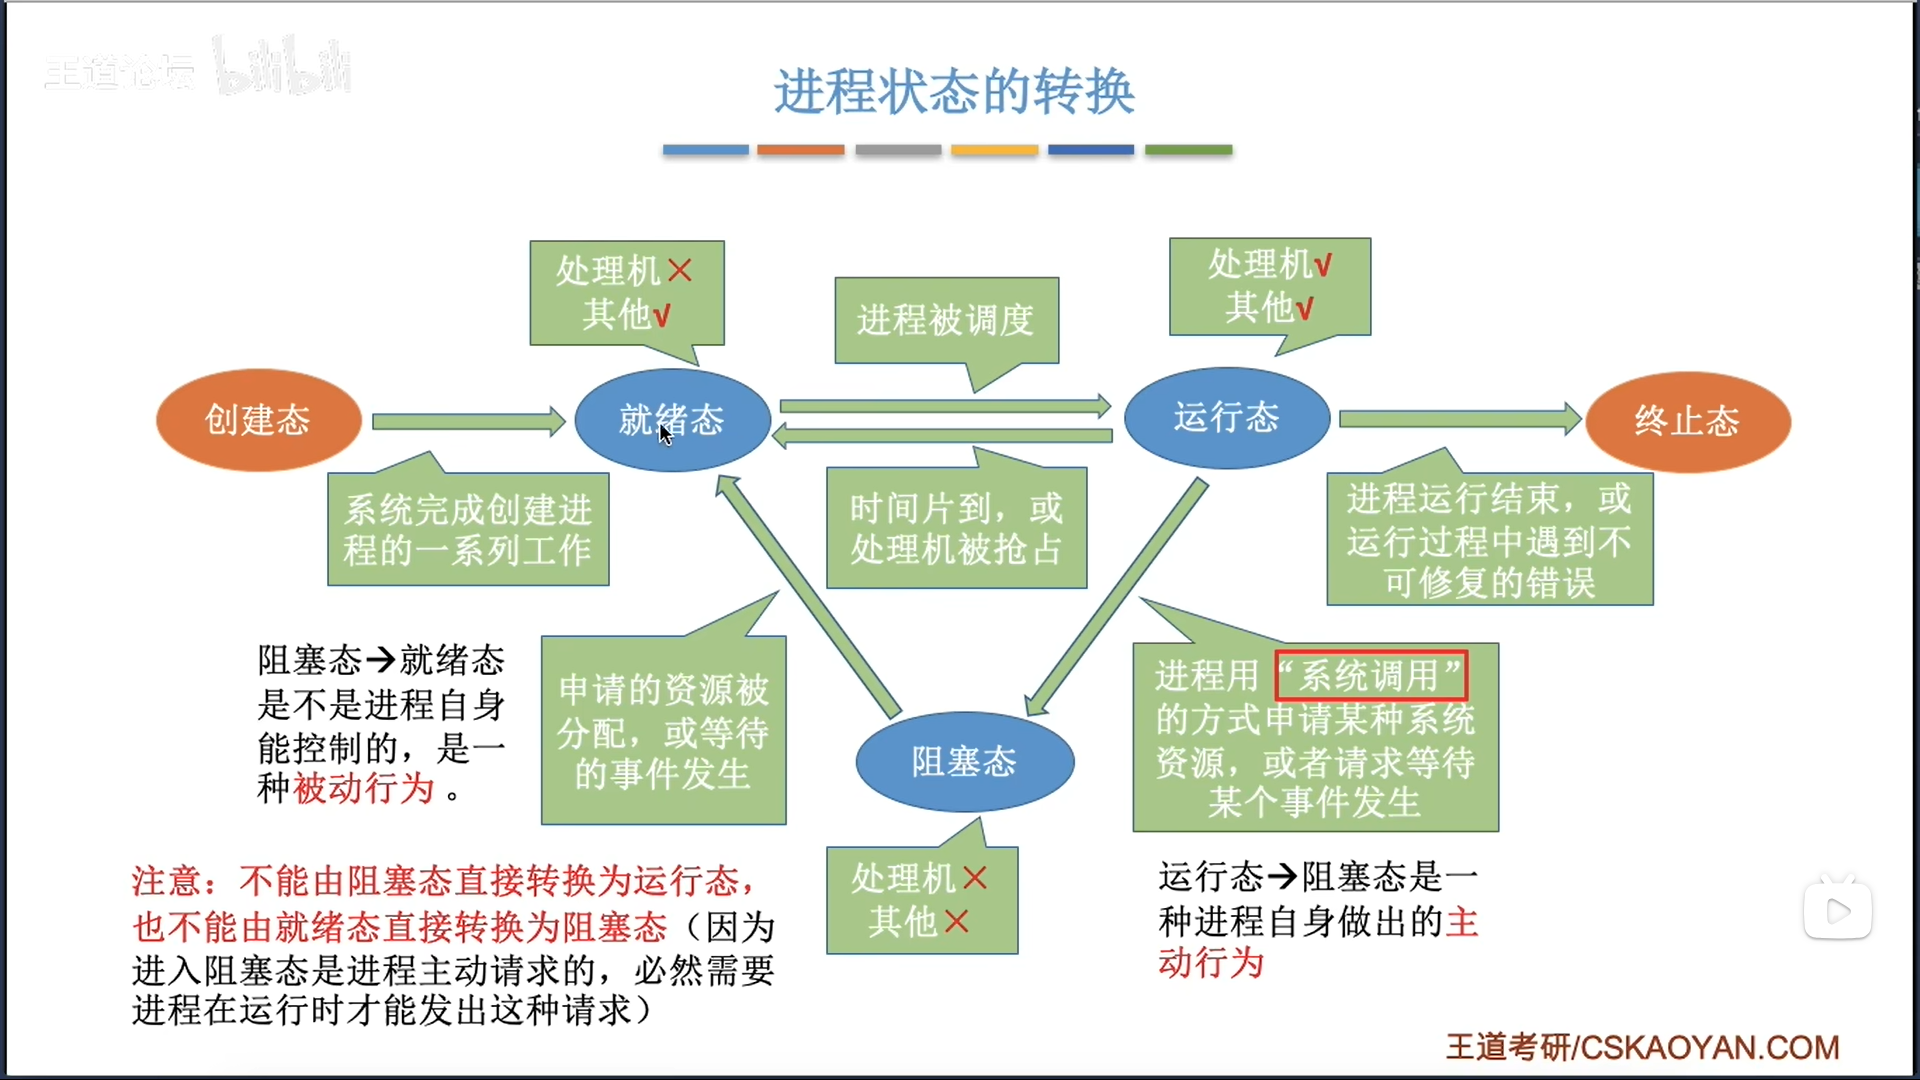 王道论坛 bilibili
进程状态的转换
处理机×
其他√
进程被调度
处理机√
其他√
创建态
就绪态
运行态
终止态
系统完成创建进
程的一系列工作
时间片到，或
处理机被抢占
进程运行结束，或
运行过程中遇到不
可修复的错误
阻塞态→就绪态
是不是进程自身
能控制的，是一
种被动行为。
申请的资源被
分配，或等待
的事件发生
阻塞态
进程用“系统调用”
的方式申请某种系统
资源，或者请求等待
某个事件发生
处理机×
其他×
注意：不能由阻塞态直接转换为运行态，
也不能由就绪态直接转换为阻塞态（因为
进入阻塞态是进程主动请求的，必然需要
进程在运行时才能发出这种请求）
运行态→阻塞态是一
种进程自身做出的主
动行为
王道考研/CSKAOYAN.COM